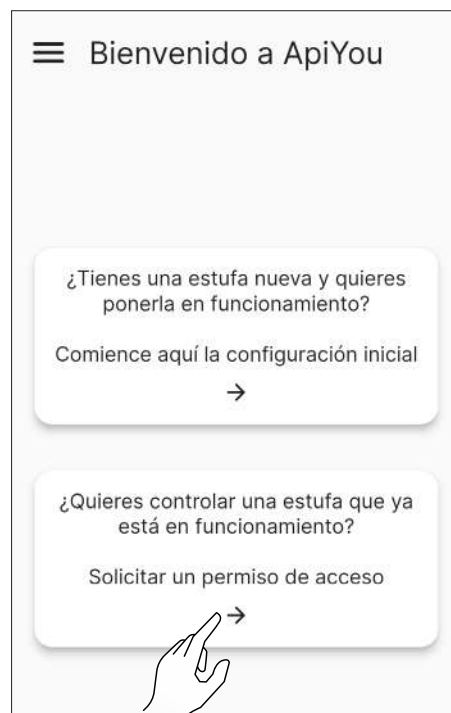 Bienvenido a ApiYou
¿Tienes una estufa nueva y quieres
ponerla en funcionamiento?
Comience aquí la configuración inicial
¿Quieres controlar una estufa que ya
está en funcionamiento?
Solicitar un permiso de acceso